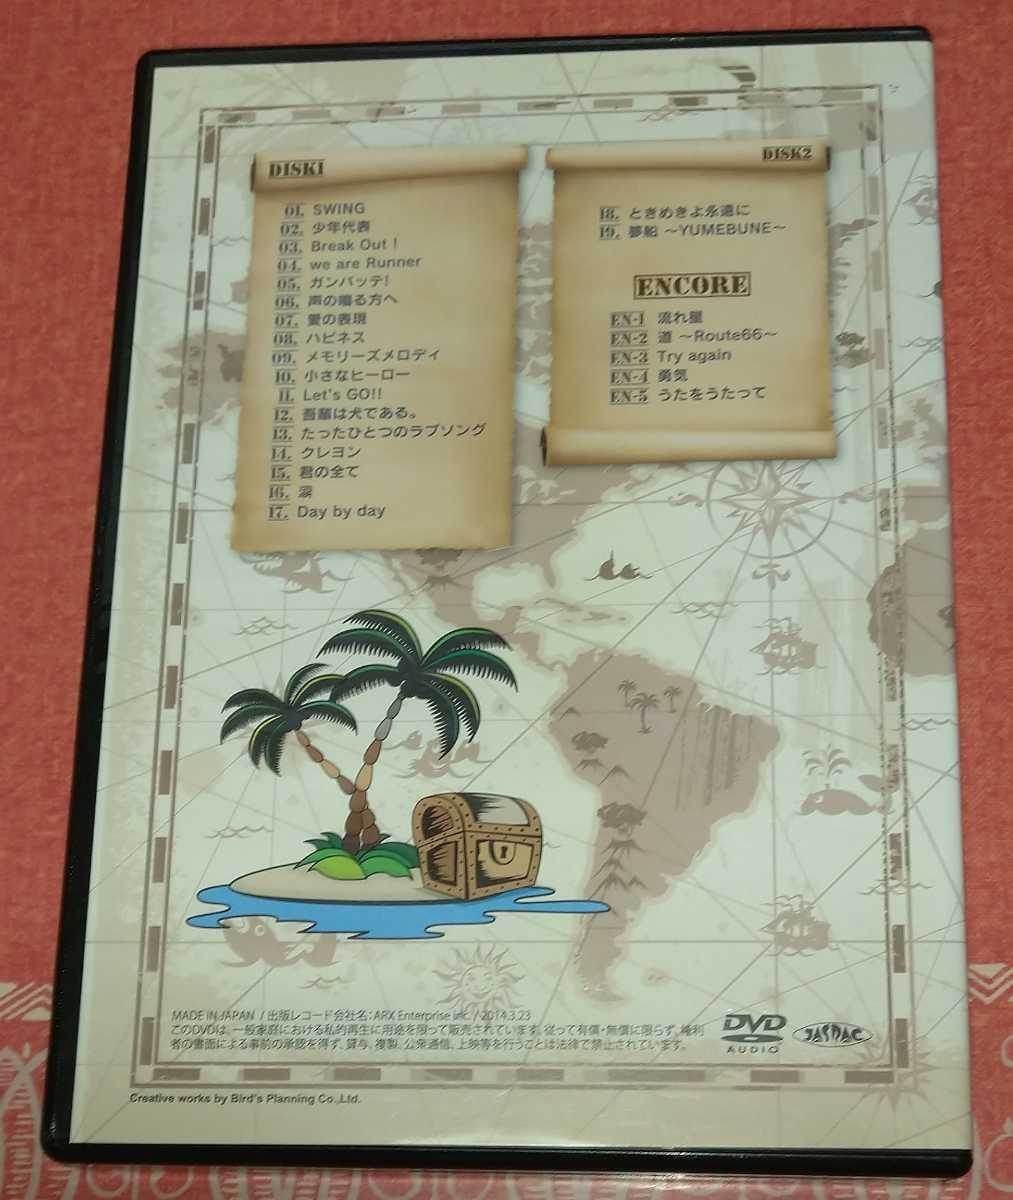 DISK1
01. SWING
02. 少年代表
03. Break Out !
04. we are Runner
05. ガンバッテ!
06. 声の鳴る方へ
07. 愛の表現
08. ハピネス
09. メモリーズメロディ
10. 小さなヒーロー
11. Let's GO!!
12. 吾輩は犬である。
13. たったひとつのラブソング
14. クレヨン
15. 君の全て
16. 涙
17. Day by day
DISK2
18. ときめきよ永遠に
19. 夢船 ～YUMEBUNE～
ENCORE
EN-1 流れ星
EN-2 道 ～Route66～
EN-3 Try again
EN-4 勇気
EN-5 うたをうたって
MADE IN JAPAN / 出版レコード会社名：ARX Enterprise inc. / 2014.3.23
このDVDは、一般家庭における私的再生に用途を限って販売されています。従って有償・無償に限らず、権利
者の書面による事前の承認を得ず、貸与、複製、公衆通信、上映等を行うことは法律で禁止されています。
DVD
AUDIO
JASRAC
Creative works by Bird's Planning Co.,Ltd.